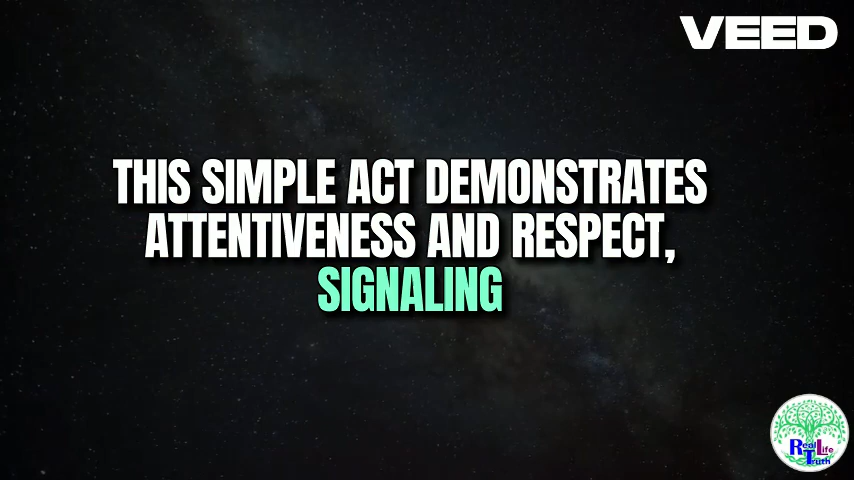 VEED
THIS SIMPLE ACT DEMONSTRATES
ATTENTIVENESS AND RESPECT,
SIGNALING
Real Life
Truth